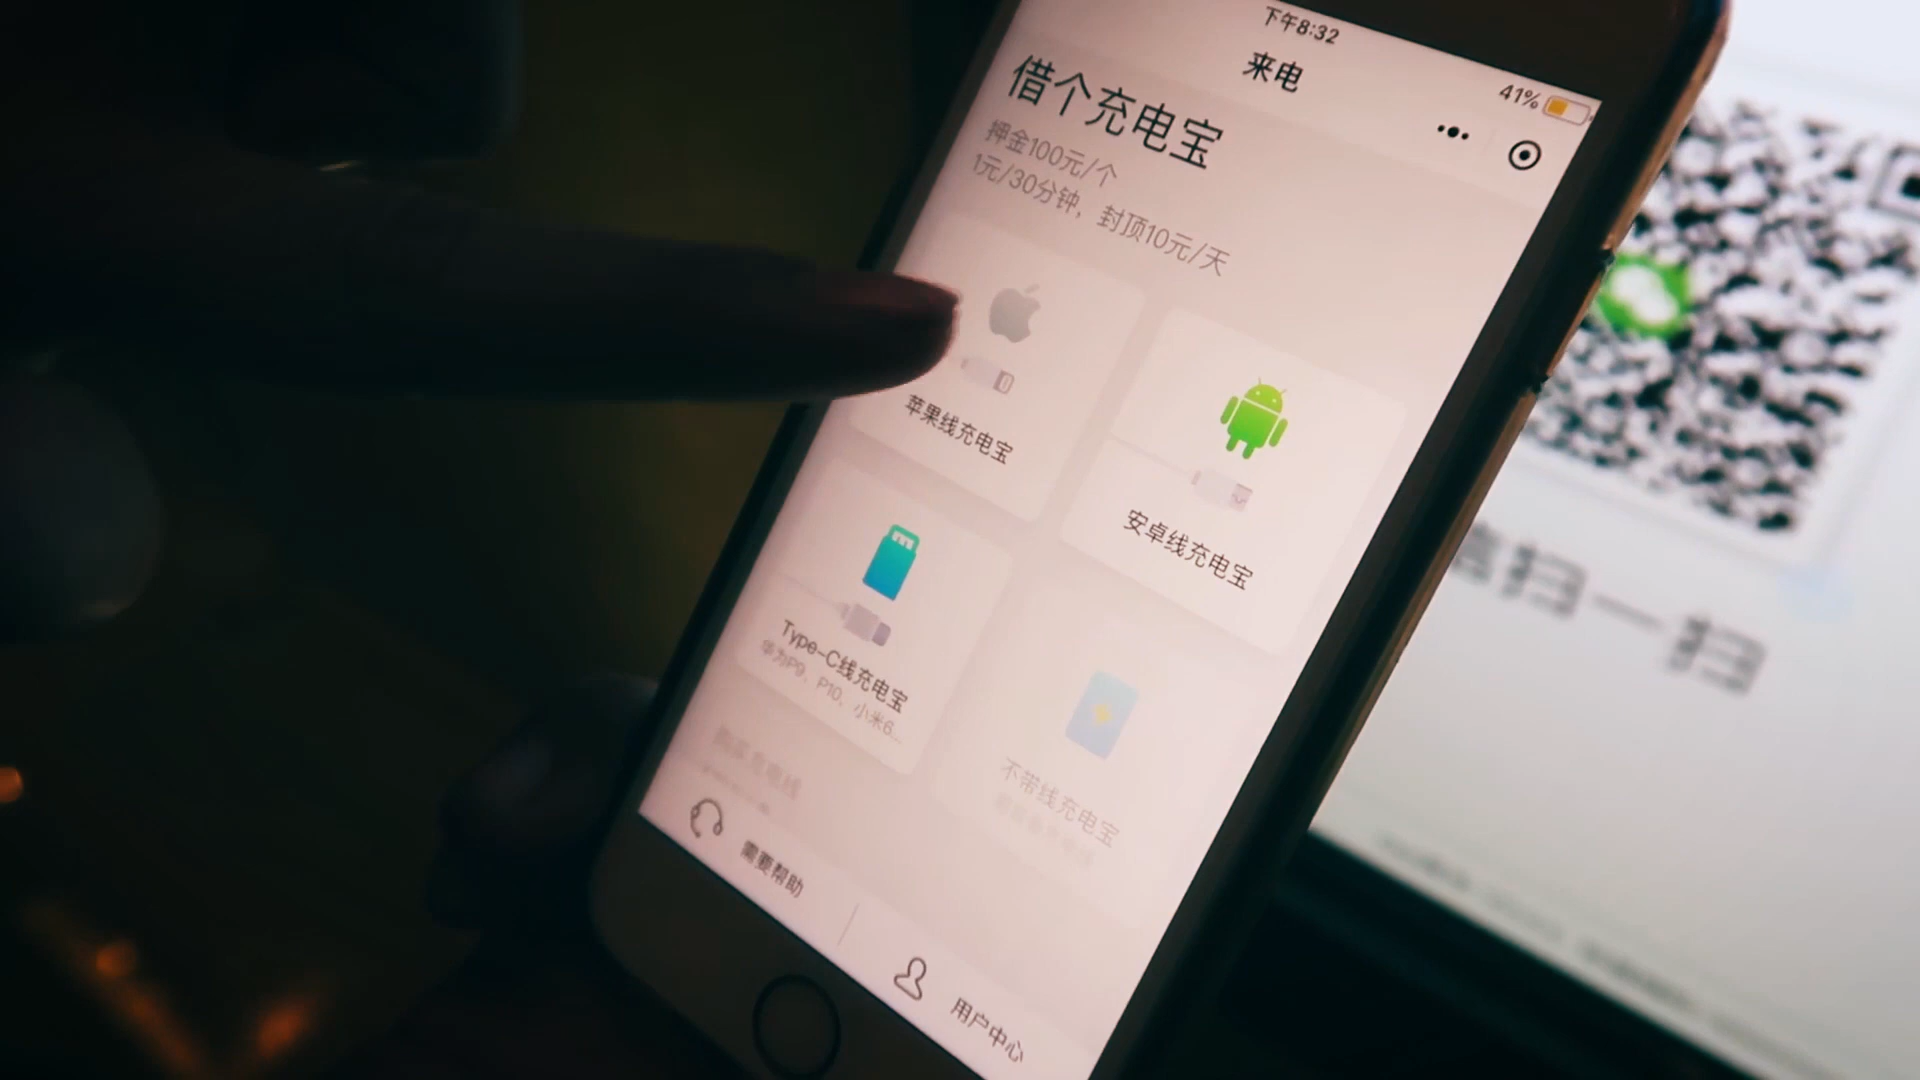 下午8:32
来电
41%
借个充电宝
押金100元/个
1元/30分钟，封顶10元/天
苹果线充电宝
安卓线充电宝
Type-C线充电宝
华为P9、P10、小米6...
不带线充电宝
需要帮助
用户中心
信扫一扫